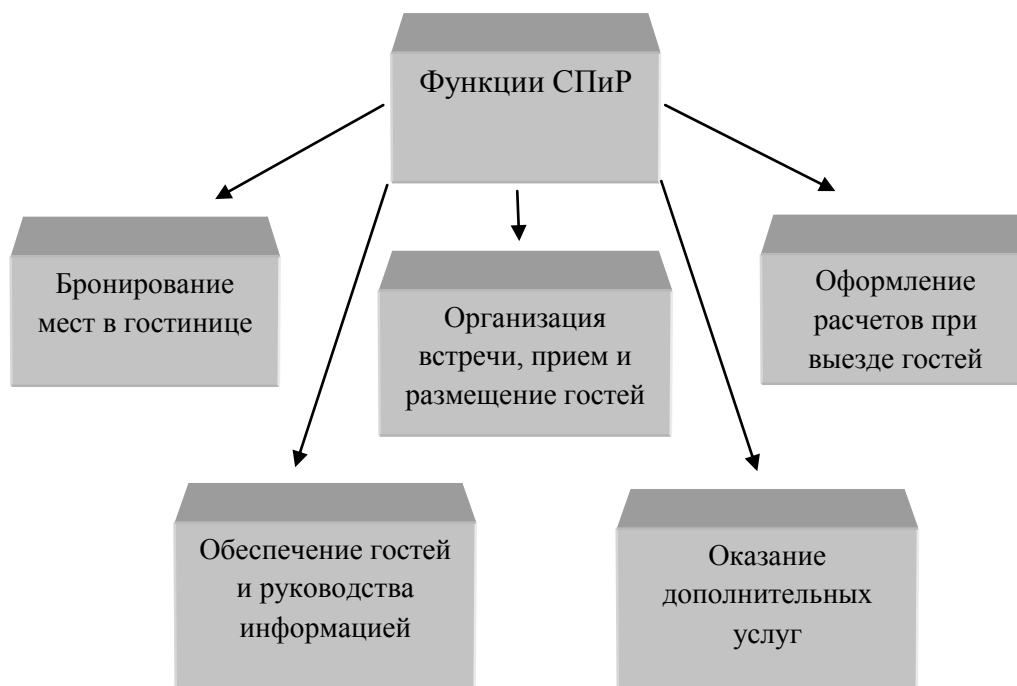 Функции СПиР
Бронирование
мест в гостинице
Организация
встречи, прием и
размещение гостей
Оформление
расчетов при
выезде гостей
Обеспечение гостей
и руководства
информацией
Оказание
дополнительных
услуг